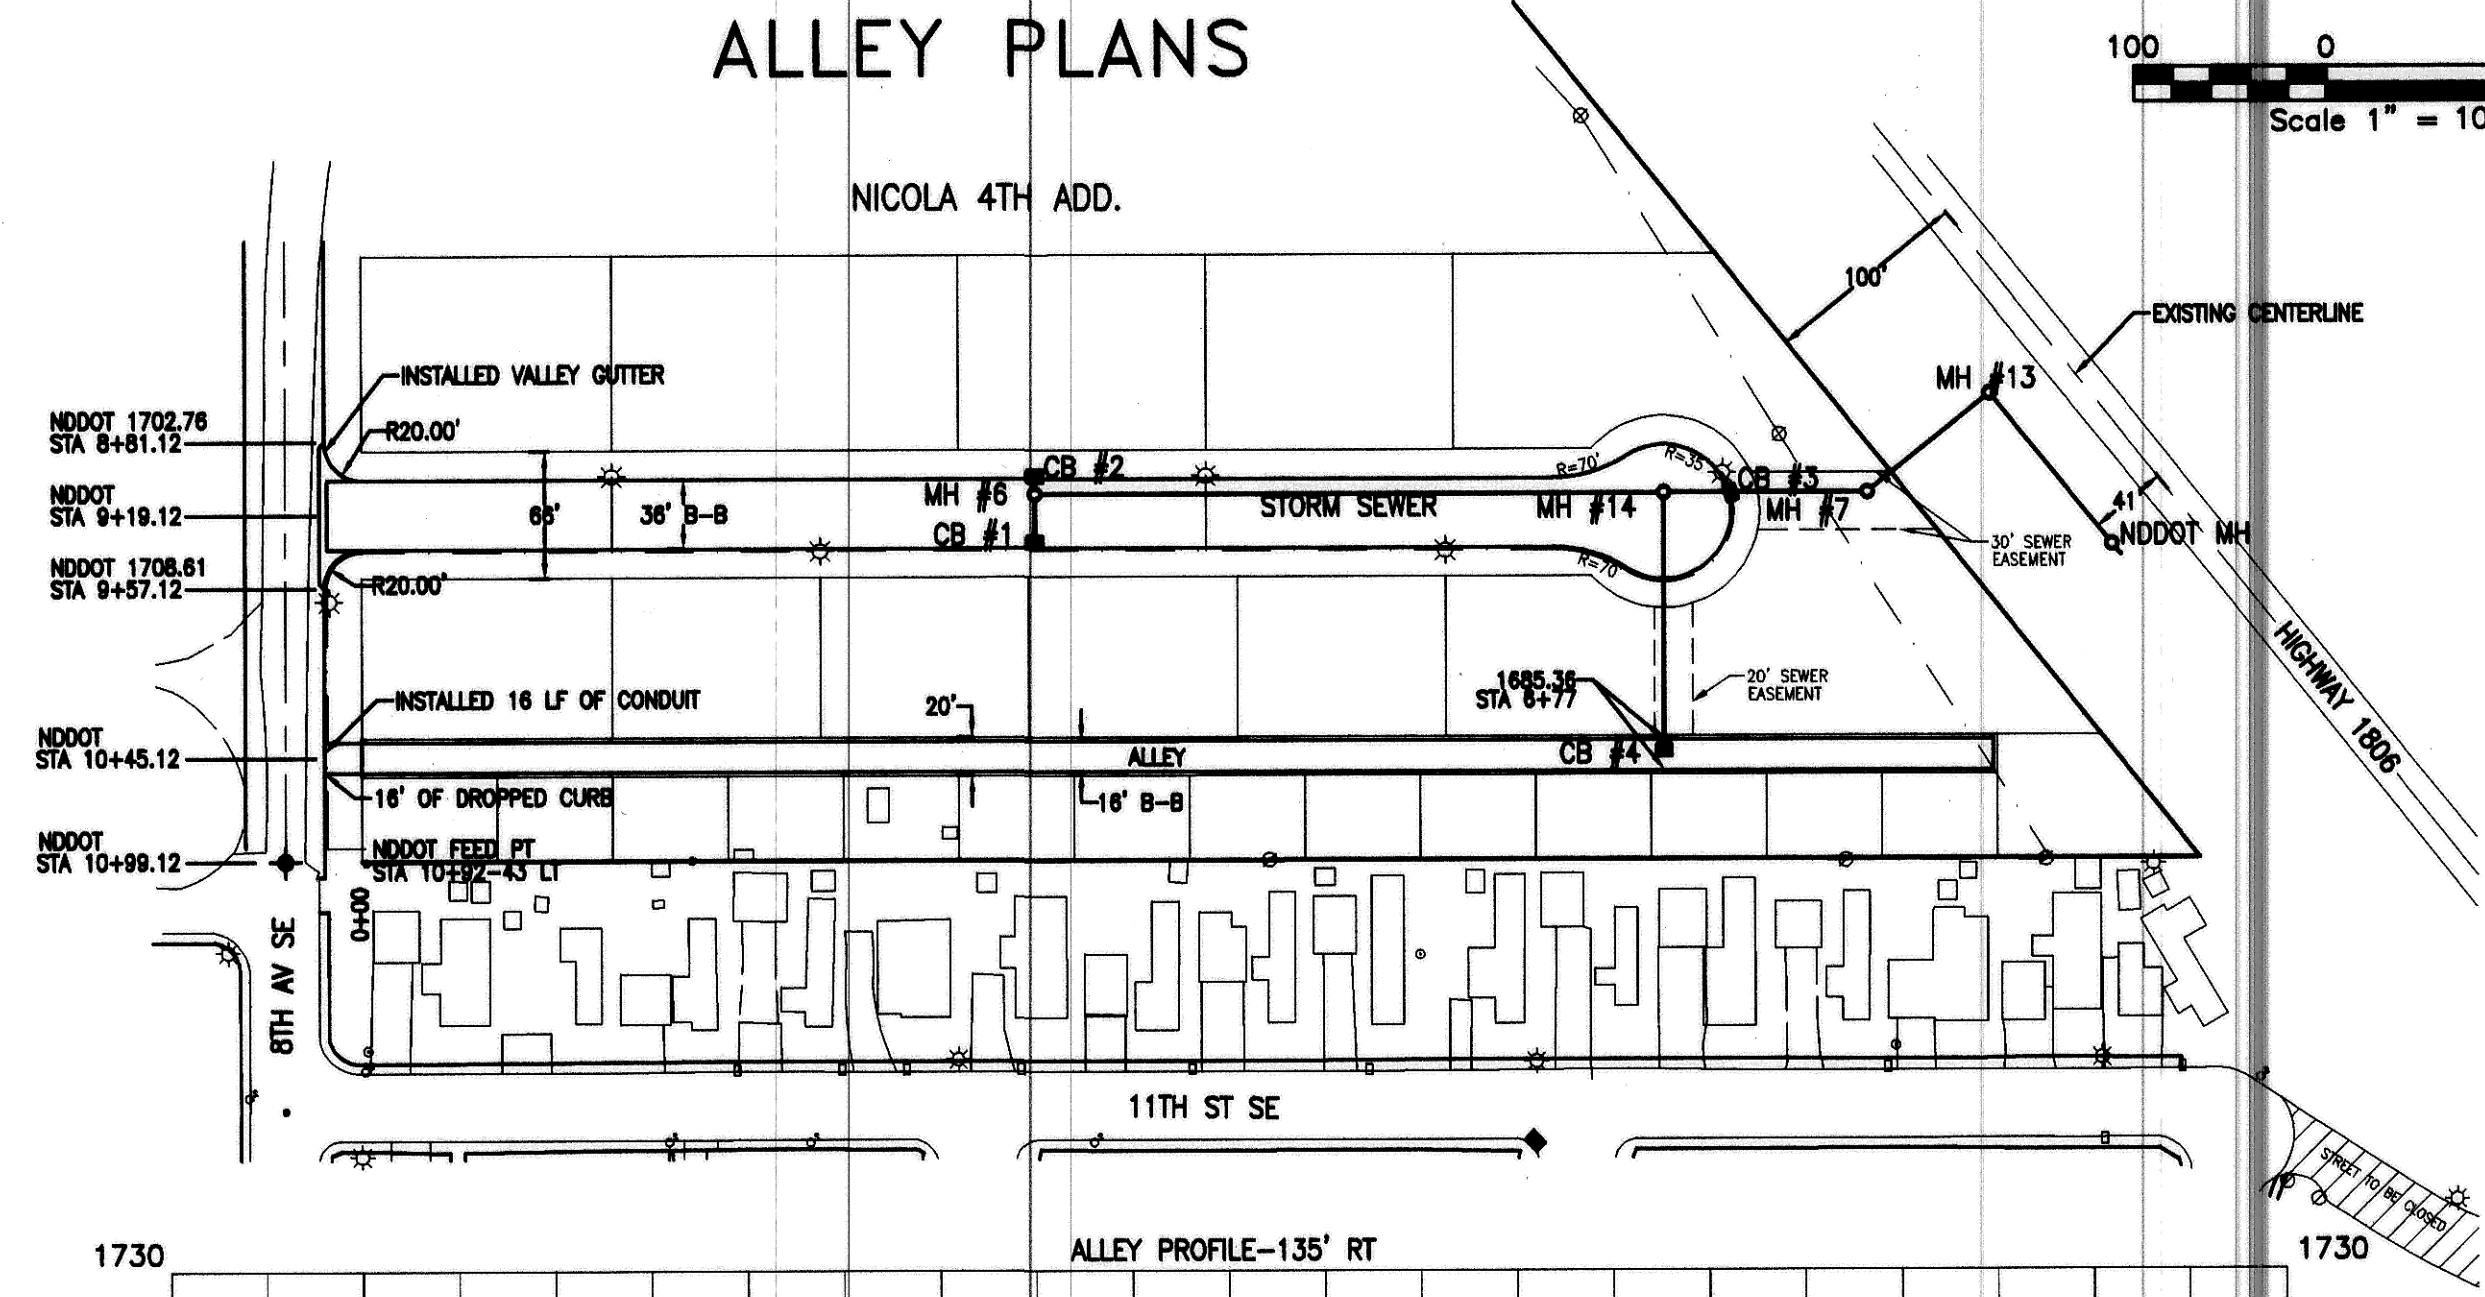 ALLEY PLANS
100 0
Scale 1" = 10
NICOLA 4TH ADD.
100'
EXISTING CENTERLINE
INSTALLED VALLEY GUTTER
MH #13
NDDOT 1702.76
STA 8+81.12
R20.00'
R=70'
R=35'
CB #2
CB #3
MH #6
STORM SEWER
MH #14
MH #7
NDDOT
STA 9+19.12
66'
36' B-B
CB #1
41'
NDDOT MH
30' SEWER
EASEMENT
NDDOT 1708.61
STA 9+57.12
R20.00'
R=70'
HIGHWAY 1806
INSTALLED 16 LF OF CONDUIT
20'
1685.36
STA 6+77
20' SEWER
EASEMENT
NDDOT
STA 10+45.12
ALLEY
CB #4
16' OF DROPPED CURB
16' B-B
NDDOT
STA 10+99.12
NDDOT FEED PT
STA 10+92-43 LT
0+00
8TH AV SE
11TH ST SE
STREET TO BE CLOSED
1730
ALLEY PROFILE-135' RT
1730